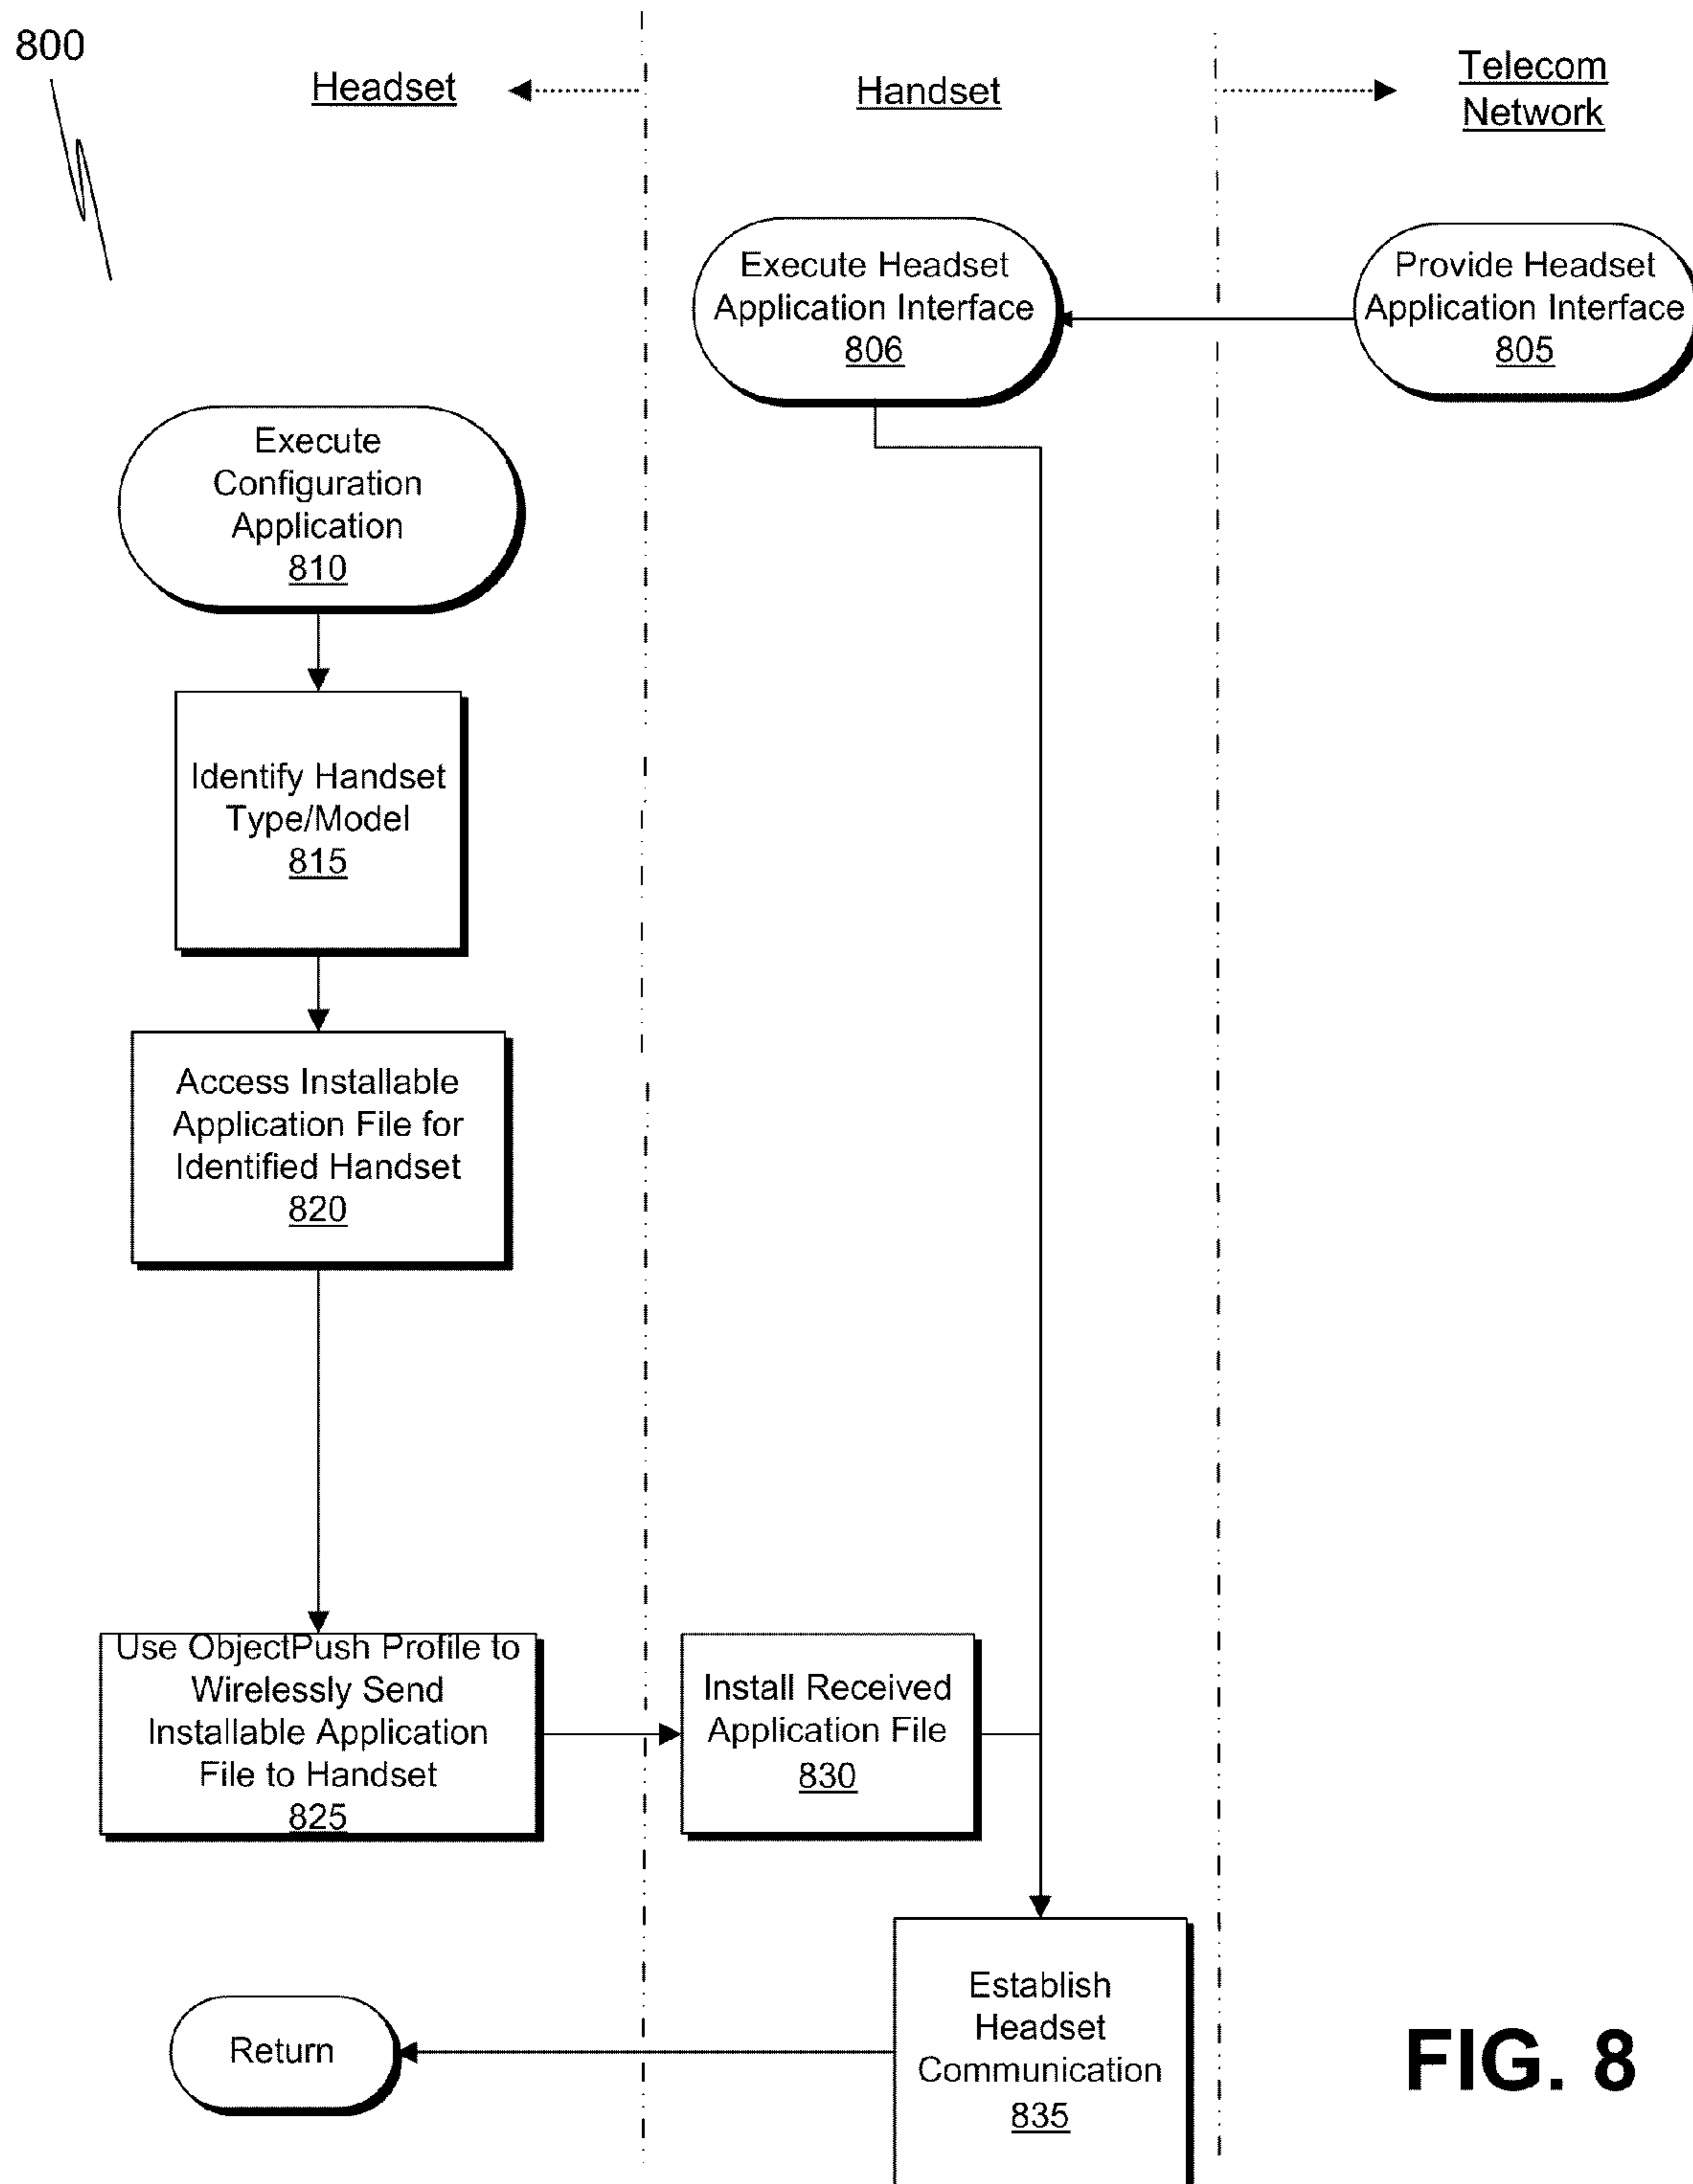 800
Headset
Handset
Telecom
Network
Execute Headset
Application Interface
806
Provide Headset
Application Interface
805
Execute
Configuration
Application
810
Identify Handset
Type/Model
815
Access Installable
Application File for
Identified Handset
820
Use ObjectPush Profile to
Wirelessly Send
Installable Application
File to Handset
825
Install Received
Application File
830
Establish
Headset
Communication
835
Return
FIG. 8